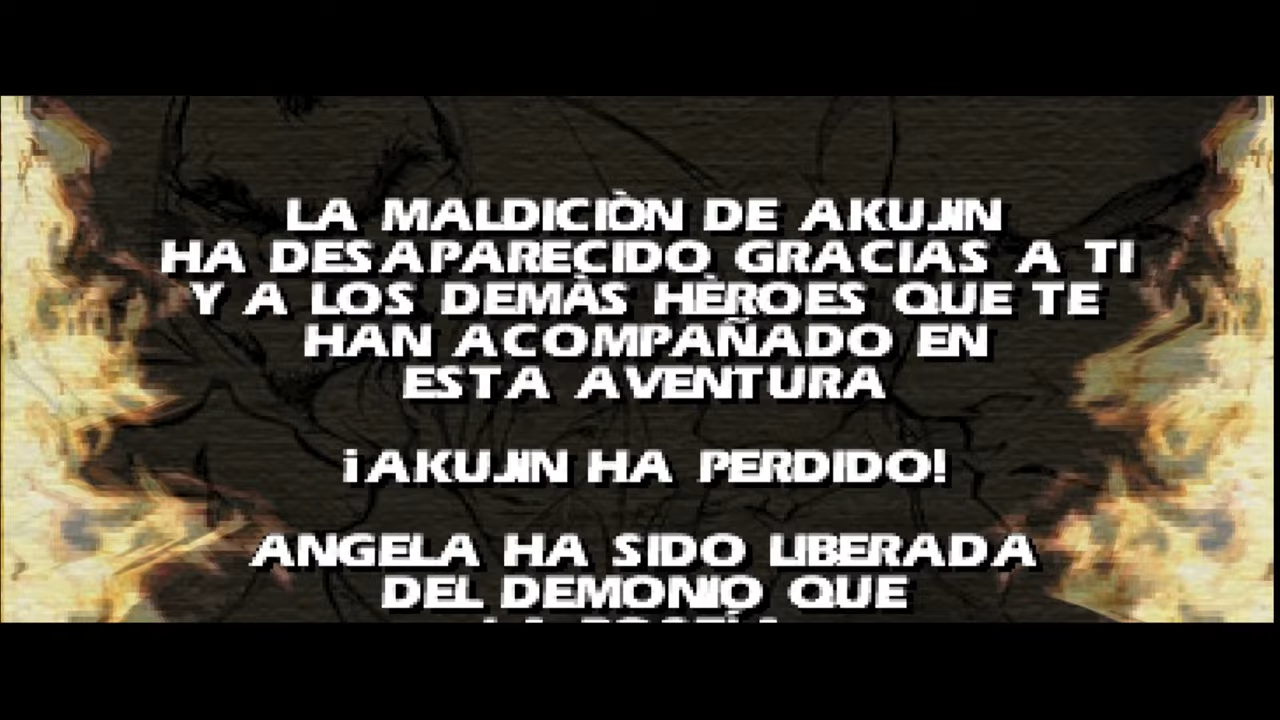 LA MALDICIÒN DE AKUJIN
HA DESAPARECIDO GRACIAS A TI
Y A LOS DEMÀS HÈROES QUE TE
HAN ACOMPAÑADO EN
ESTA AVENTURA
¡AKUJIN HA PERDIDO!
ANGELA HA SIDO LIBERADA
DEL DEMONIO QUE